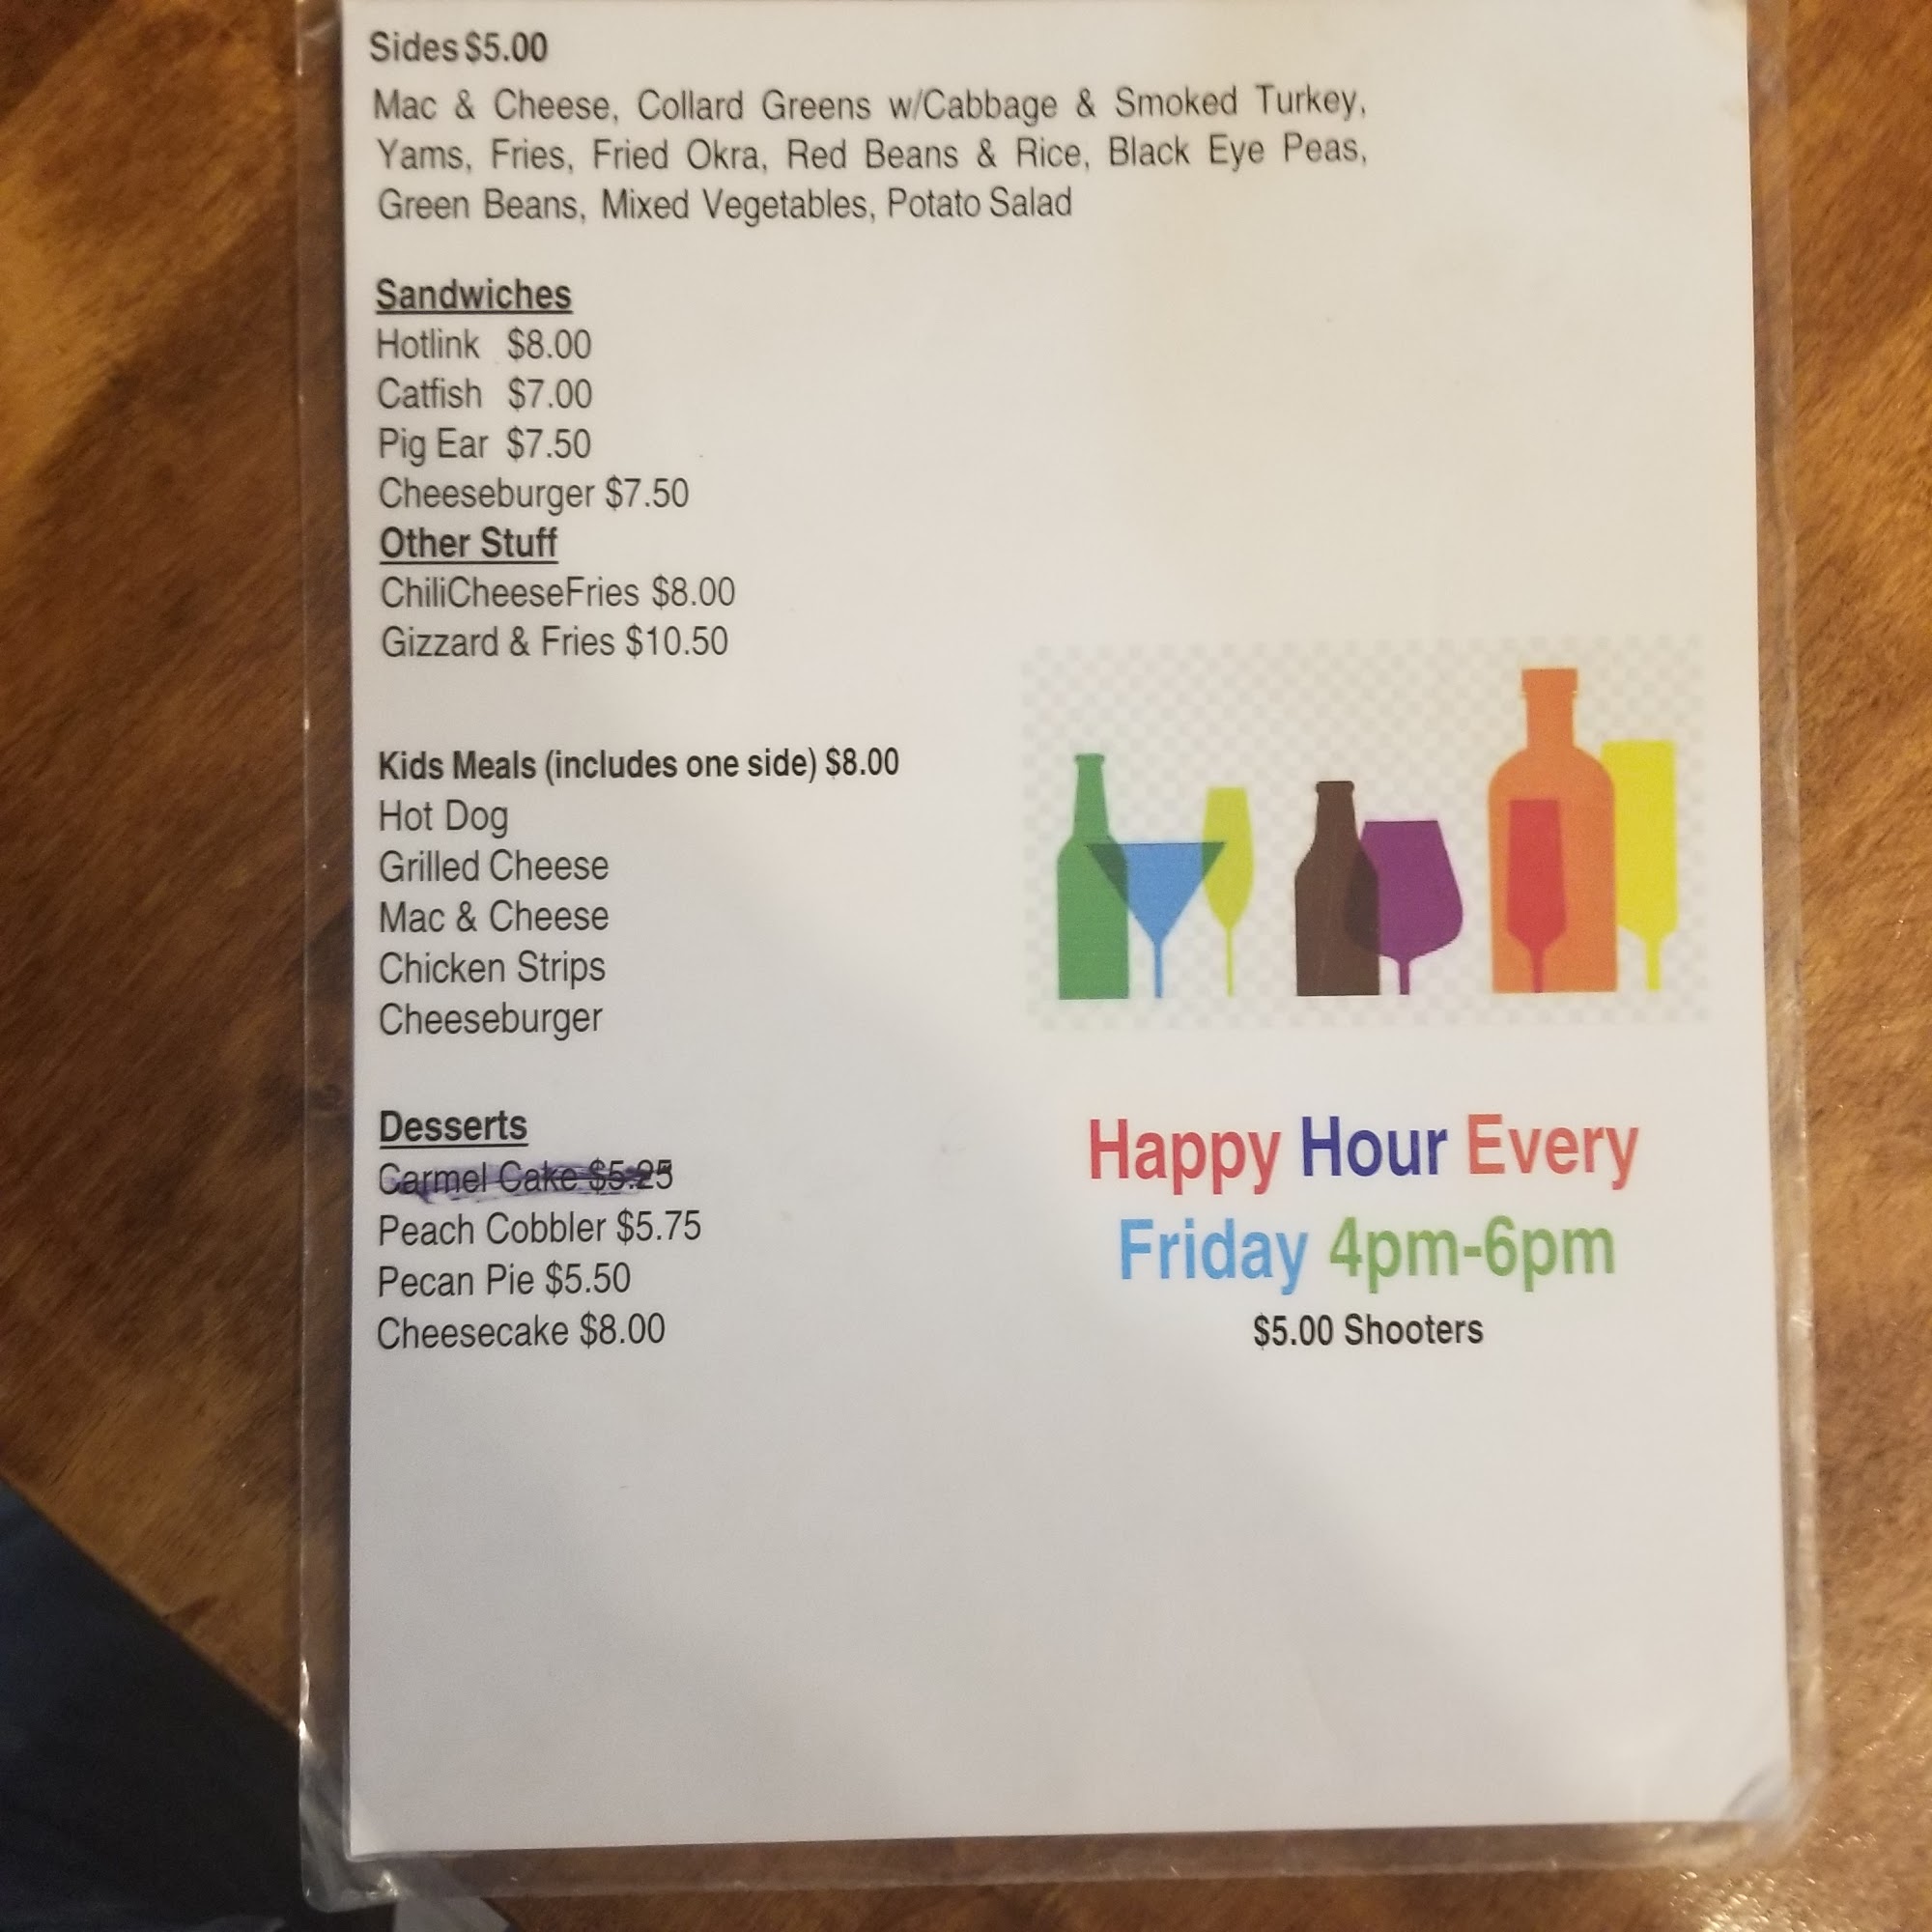 Sides $5.00
Mac & Cheese, Collard Greens w/Cabbage & Smoked Turkey,
Yams, Fries, Fried Okra, Red Beans & Rice, Black Eye Peas,
Green Beans, Mixed Vegetables, Potato Salad
Sandwiches
Hotlink $8.00
Catfish $7.00
Pig Ear $7.50
Cheeseburger $7.50
Other Stuff
ChiliCheeseFries $8.00
Gizzard & Fries $10.50
Kids Meals (includes one side) $8.00
Hot Dog
Grilled Cheese
Mac & Cheese
Chicken Strips
Cheeseburger
Desserts
Carmel Cake $5.25
Peach Cobbler $5.75
Pecan Pie $5.50
Cheesecake $8.00
Happy Hour Every
Friday 4pm-6pm
$5.00 Shooters